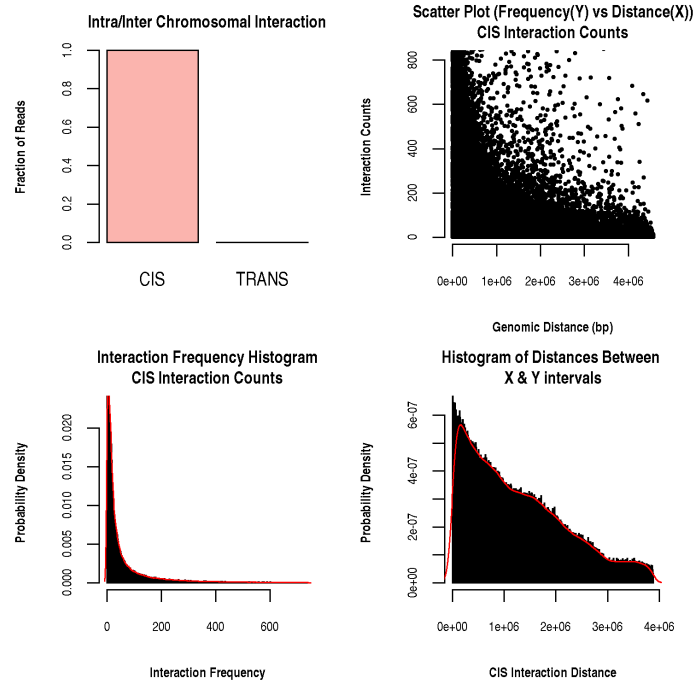 Intra/Inter Chromosomal Interaction
Fraction of Reads
1.0
0.8
0.6
0.4
0.2
0.0
CIS TRANS
Scatter Plot (Frequency(Y) vs Distance(X))
CIS Interaction Counts
Interaction Counts
800
600
400
200
0
0e+00 1e+06 2e+06 3e+06 4e+06
Genomic Distance (bp)
Interaction Frequency Histogram
CIS Interaction Counts
Probability Density
0.020
0.015
0.010
0.005
0.000
0 200 400 600
Interaction Frequency
Histogram of Distances Between
X & Y intervals
Probability Density
6e-07
4e-07
2e-07
0e+00
0e+00 1e+06 2e+06 3e+06 4e+06
CIS Interaction Distance